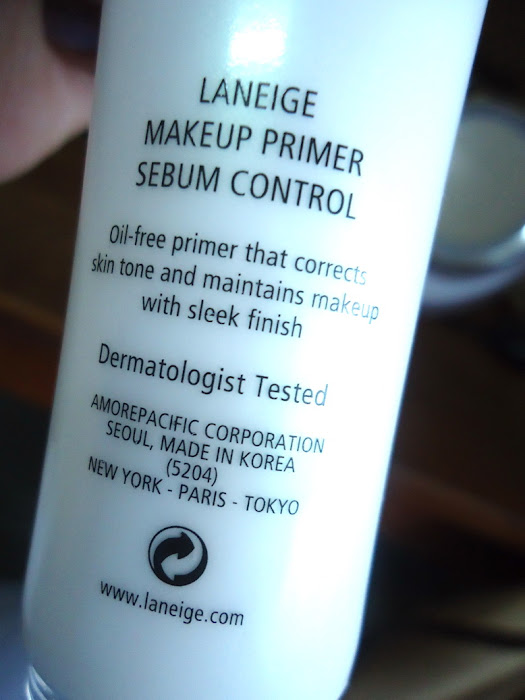 LANEIGE
MAKEUP PRIMER
SEBUM CONTROL
Oil-free primer that corrects
skin tone and maintains makeup
with sleek finish
Dermatologist Tested
AMOREPACIFIC CORPORATION
SEOUL, MADE IN KOREA
(5204)
NEW YORK - PARIS - TOKYO
www.laneige.com